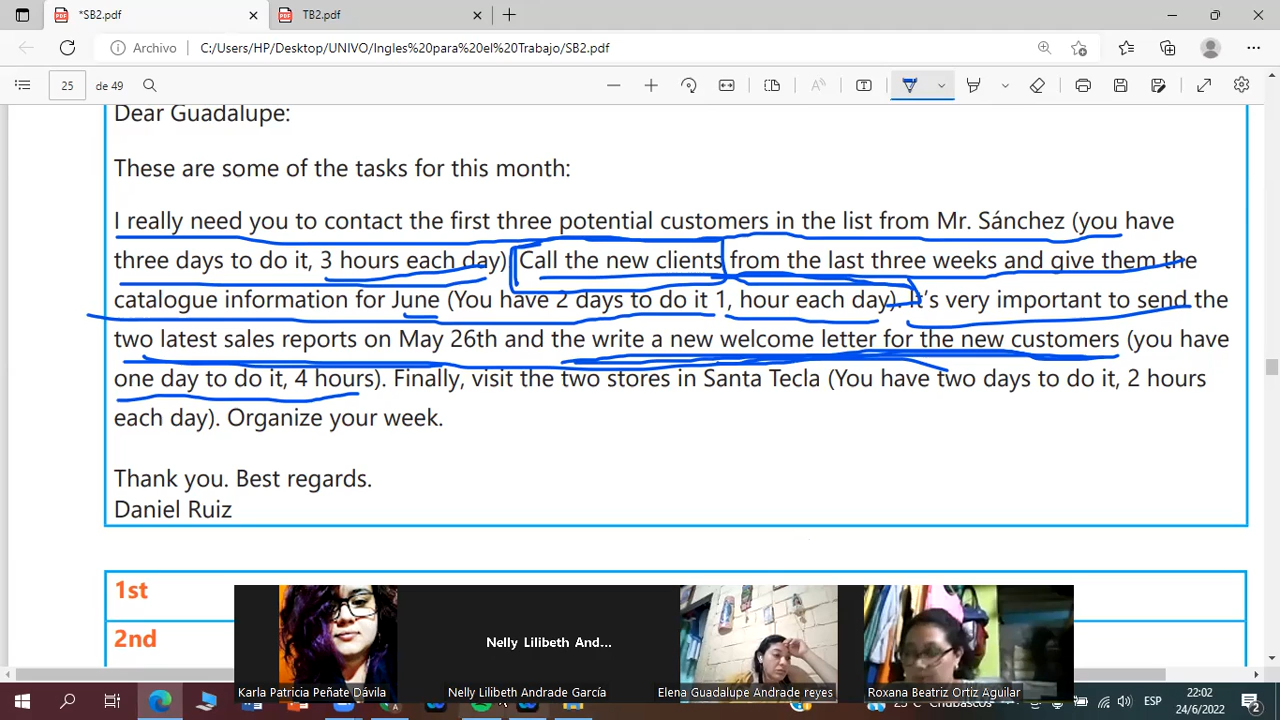 *SB2.pdf
TB2.pdf
Archivo
C:/Users/HP/Desktop/UNIVO/Ingles%20para%20el%20Trabajo/SB2.pdf
25 de 49
Dear Guadalupe:
These are some of the tasks for this month:
I really need you to contact the first three potential customers in the list from Mr. Sánchez (you have
three days to do it, 3 hours each day). Call the new clients from the last three weeks and give them the
catalogue information for June (You have 2 days to do it 1, hour each day). It's very important to send the
two latest sales reports on May 26th and the write a new welcome letter for the new customers (you have
one day to do it, 4 hours). Finally, visit the two stores in Santa Tecla (You have two days to do it, 2 hours
each day). Organize your week.
Thank you. Best regards.
Daniel Ruiz
1st
2nd
Nelly Lilibeth And...
Karla Patricia Peñate Dávila
Nelly Lilibeth Andrade García
Elena Guadalupe Andrade reyes
Roxana Beatriz Ortíz Aguilar
Chubascos
ESP
22:02
24/6/2022
2